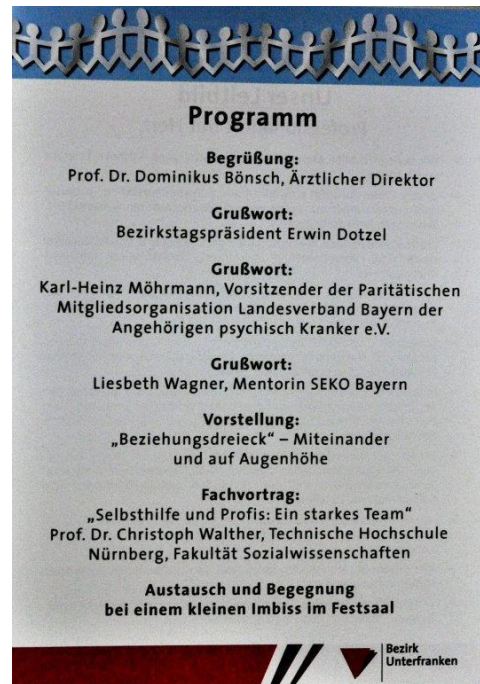 Programm
Begrüßung:
Prof. Dr. Dominikus Bönsch, Ärztlicher Direktor
Grußwort:
Bezirkstagspräsident Erwin Dotzel
Grußwort:
Karl-Heinz Möhrmann, Vorsitzender der Paritätischen
Mitgliedsorganisation Landesverband Bayern der
Angehörigen psychisch Kranker e.V.
Grußwort:
Liesbeth Wagner, Mentorin SEKO Bayern
Vorstellung:
„Beziehungsdreieck“ – Miteinander
und auf Augenhöhe
Fachvortrag:
„Selbsthilfe und Profis: Ein starkes Team“
Prof. Dr. Christoph Walther, Technische Hochschule
Nürnberg, Fakultät Sozialwissenschaften
Austausch und Begegnung
bei einem kleinen Imbiss im Festsaal
Bezirk
Unterfranken